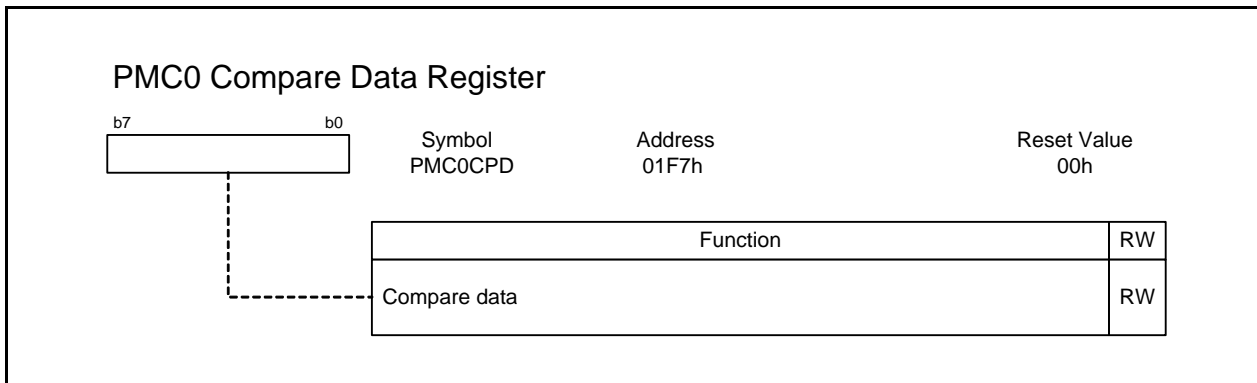 PMC0 Compare Data Register
b7 b0
Symbol Address Reset Value
PMC0CPD 01F7h 00h
Function RW
Compare data RW